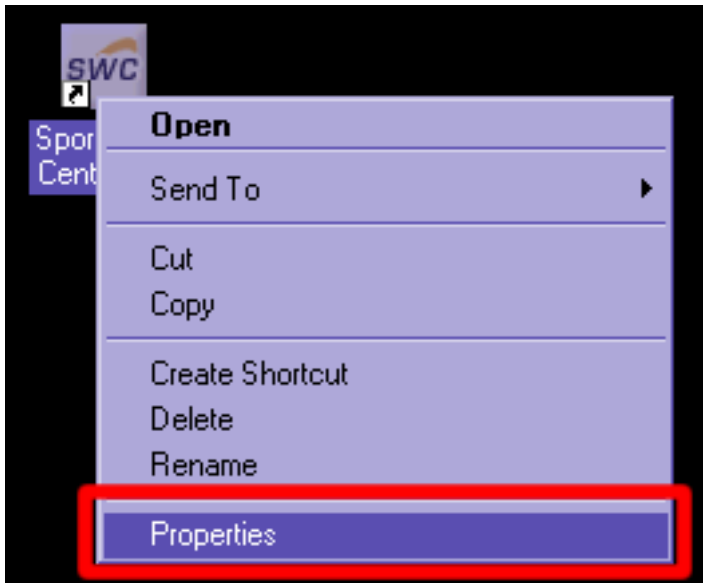 SWC
Spor
Cent
Open
Send To
Cut
Copy
Create Shortcut
Delete
Rename
Properties